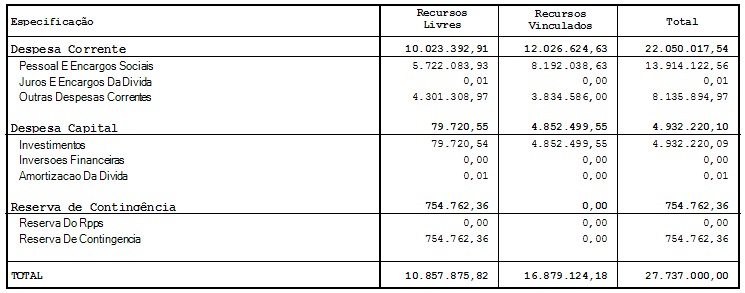 Especificação Recursos Livres Recursos Vinculados Total
Despesa Corrente 10.023.392,91 12.026.624,63 22.050.017,54
Pessoal E Encargos Sociais 5.722.083,93 8.192.038,63 13.914.122,56
Juros E Encargos Da Divida 0,01 0,00 0,01
Outras Despesas Correntes 4.301.308,97 3.834.586,00 8.135.894,97
Despesa Capital 79.720,55 4.852.499,55 4.932.220,10
Investimentos 79.720,54 4.852.499,55 4.932.220,09
Inversoes Financeiras 0,00 0,00 0,00
Amortizacao Da Divida 0,01 0,00 0,01
Reserva de Contingência 754.762,36 0,00 754.762,36
Reserva Do Rpps 0,00 0,00 0,00
Reserva De Contingencia 754.762,36 0,00 754.762,36
TOTAL 10.857.875,82 16.879.124,18 27.737.000,00